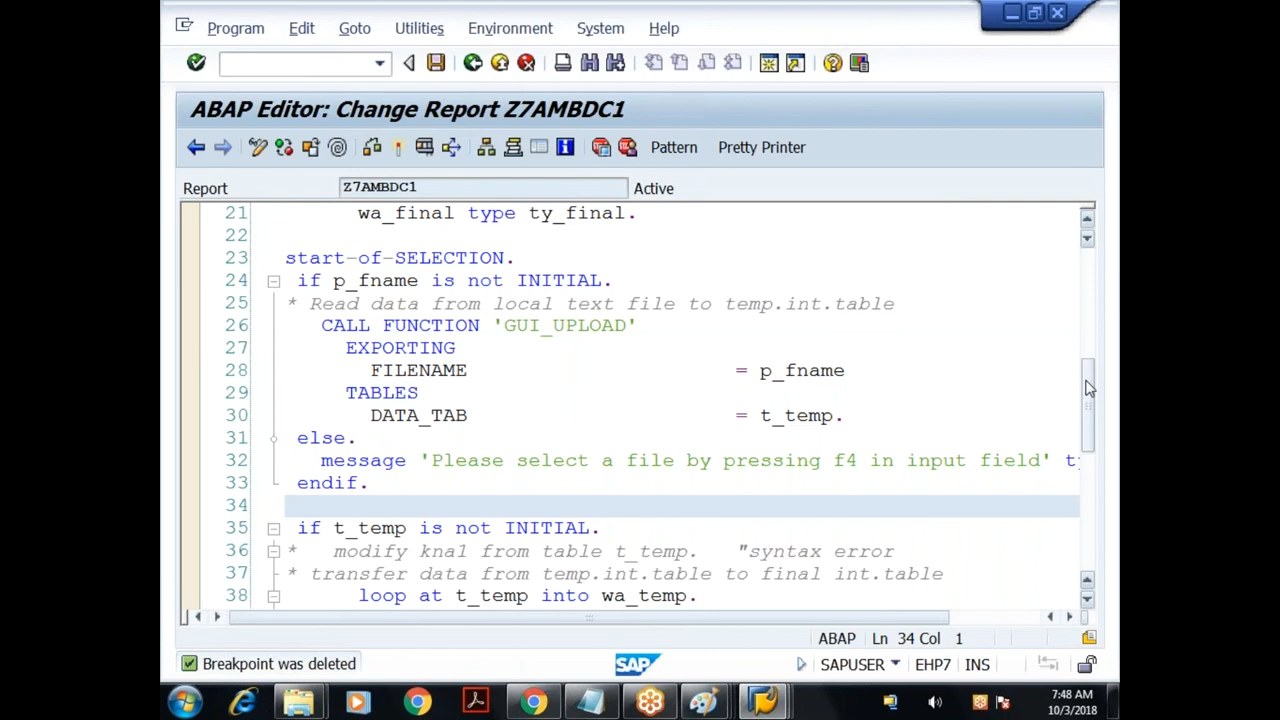 Program Edit Goto Utilities Environment System Help
ABAP Editor: Change Report Z7AMBDC1
Pattern Pretty Printer
Report Z7AMBDC1 Active
21 wa_final type ty_final.
22
23 start-of-SELECTION.
24 if p_fname is not INITIAL.
25 * Read data from local text file to temp.int.table
26 CALL FUNCTION 'GUI_UPLOAD'
27 EXPORTING
28 FILENAME = p_fname
29 TABLES
30 DATA_TAB = t_temp.
31 else.
32 message 'Please select a file by pressing f4 in input field' ty
33 endif.
34
35 if t_temp is not INITIAL.
36 * modify kna1 from table t_temp. "syntax error
37 * transfer data from temp.int.table to final int.table
38 loop at t_temp into wa_temp.
ABAP Ln 34 Col 1
Breakpoint was deleted SAP SAPUSER EHP7 INS
7:48 AM
10/3/2018